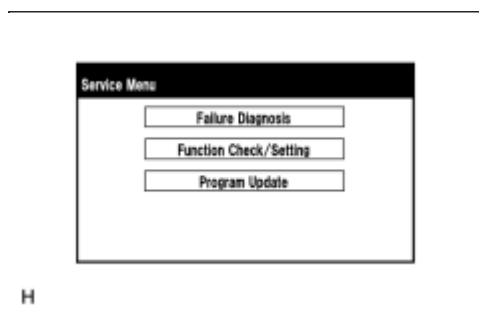 Service Menu
Failure Diagnosis
Function Check/Setting
Program Update
H